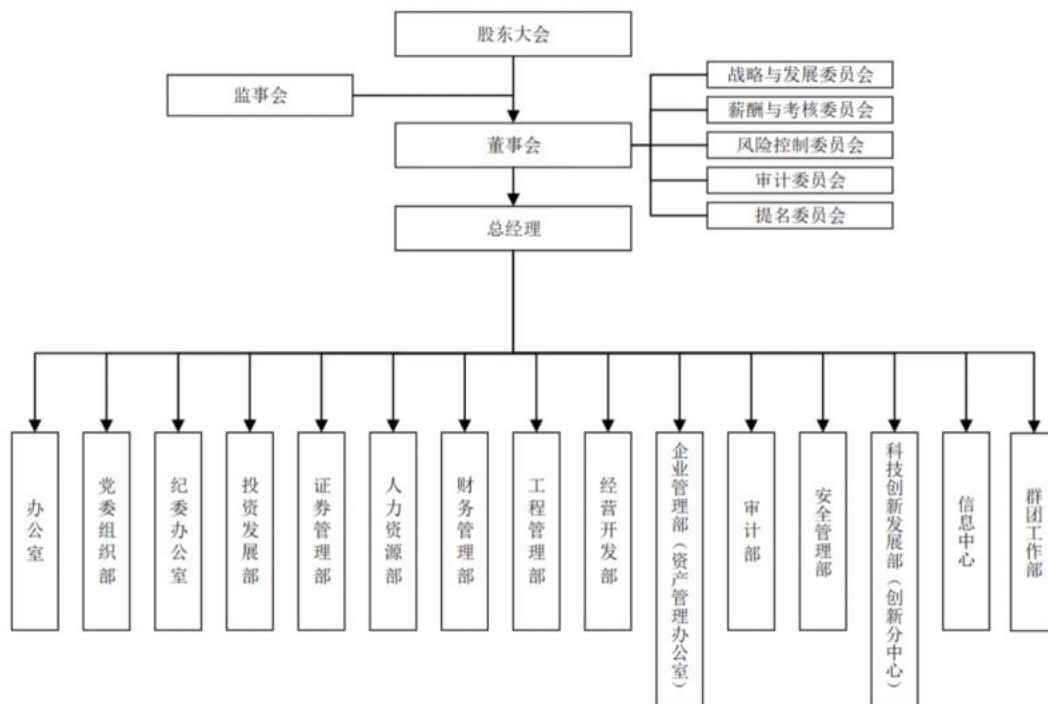 股东大会
战略与发展委员会
监事会
薪酬与考核委员会
董事会
风险控制委员会
审计委员会
总经理
提名委员会
办公室
党委组织部
纪委办公室
投资发展部
证券管理部
人力资源部
财务管理部
工程管理部
经营开发部
企业管理部（资产管理办公室）
审计部
安全管理部
科技创新发展部（创新分中心）
信息中心
群团工作部